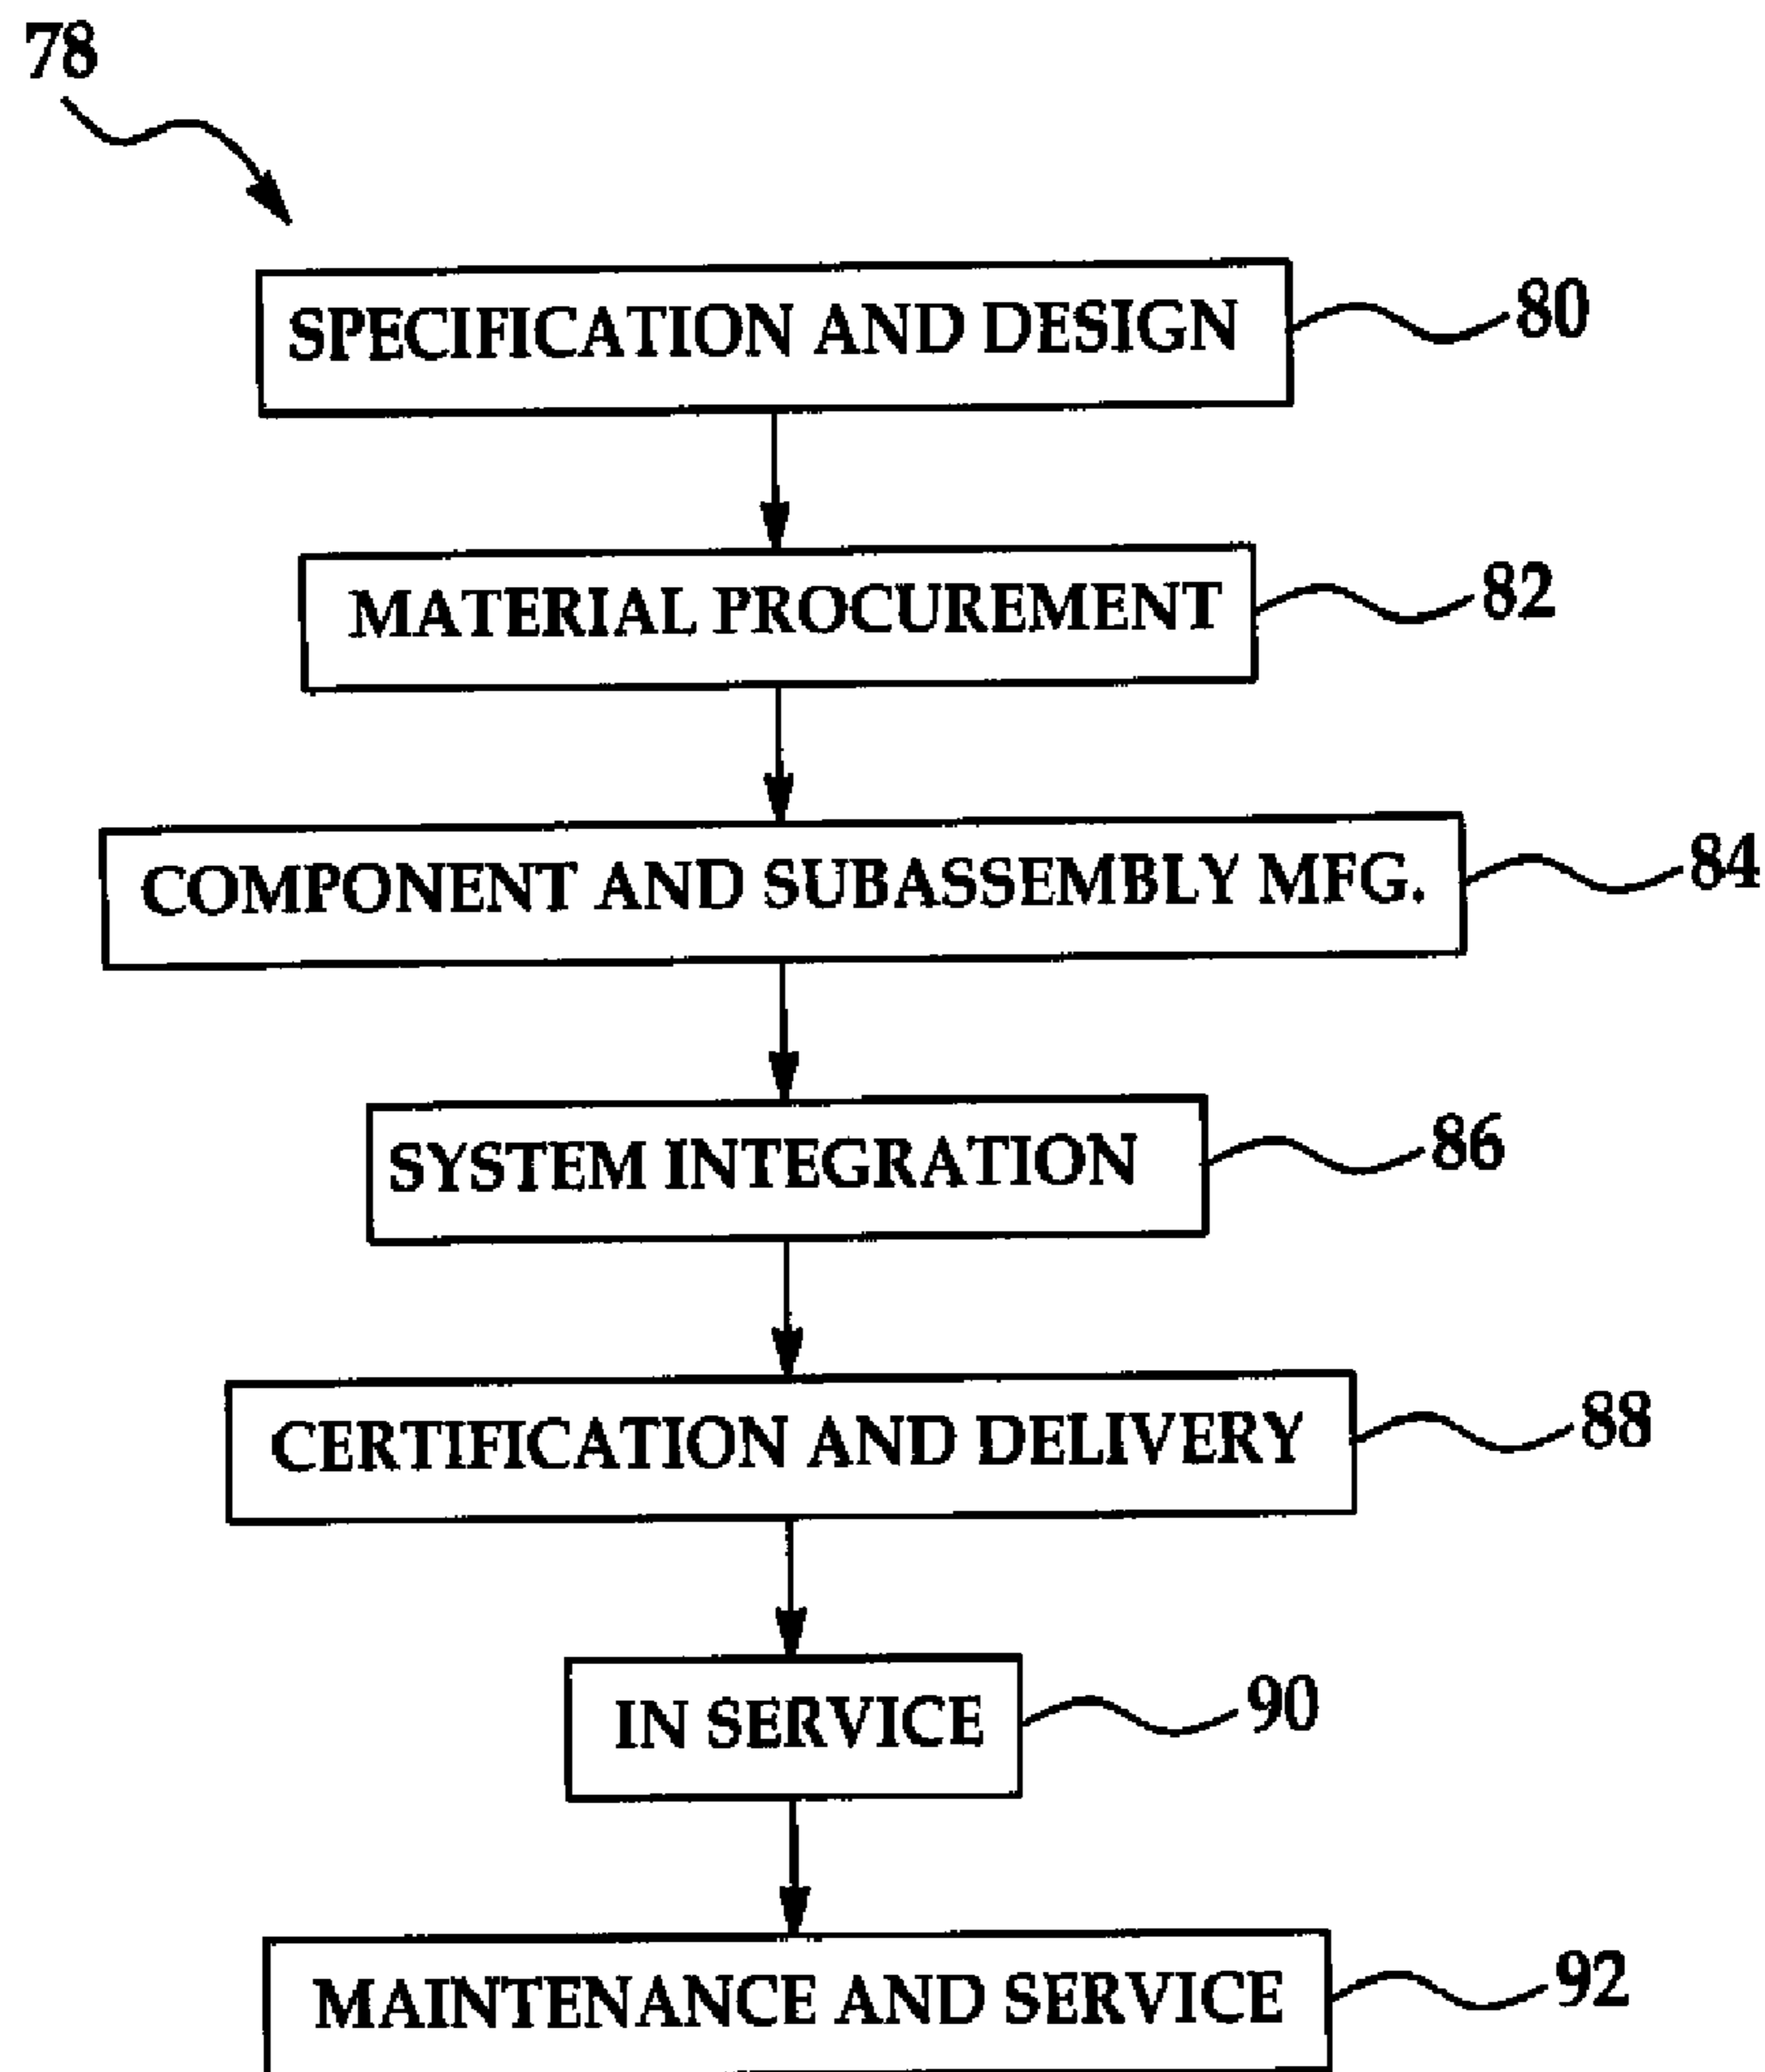 78
SPECIFICATION AND DESIGN 80
MATERIAL PROCUREMENT 82
COMPONENT AND SUBASSEMBLY MFG. 84
SYSTEM INTEGRATION 86
CERTIFICATION AND DELIVERY 88
IN SERVICE 90
MAINTENANCE AND SERVICE 92